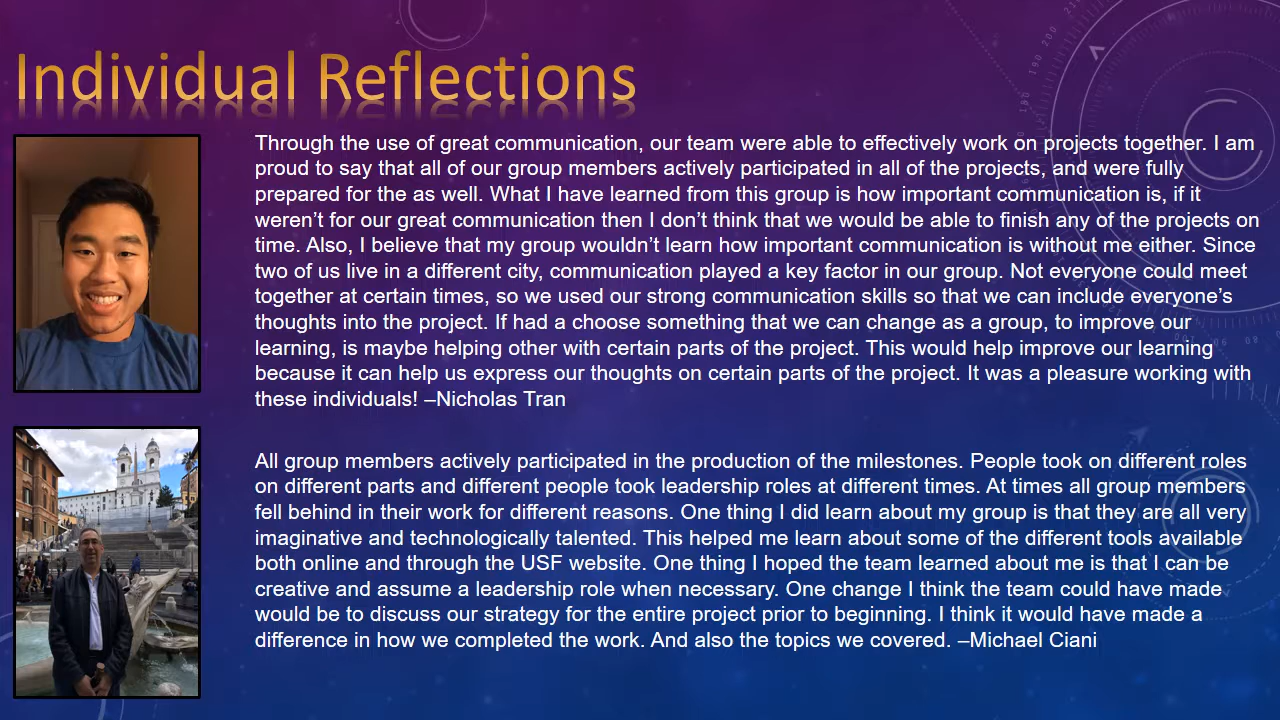 Individual Reflections
Through the use of great communication, our team were able to effectively work on projects together. I am
proud to say that all of our group members actively participated in all of the projects, and were fully
prepared for the as well. What I have learned from this group is how important communication is, if it
weren’t for our great communication then I don’t think that we would be able to finish any of the projects on
time. Also, I believe that my group wouldn’t learn how important communication is without me either. Since
two of us live in a different city, communication played a key factor in our group. Not everyone could meet
together at certain times, so we used our strong communication skills so that we can include everyone’s
thoughts into the project. If had a choose something that we can change as a group, to improve our
learning, is maybe helping other with certain parts of the project. This would help improve our learning
because it can help us express our thoughts on certain parts of the project. It was a pleasure working with
these individuals! –Nicholas Tran
All group members actively participated in the production of the milestones. People took on different roles
on different parts and different people took leadership roles at different times. At times all group members
fell behind in their work for different reasons. One thing I did learn about my group is that they are all very
imaginative and technologically talented. This helped me learn about some of the different tools available
both online and through the USF website. One thing I hoped the team learned about me is that I can be
creative and assume a leadership role when necessary. One change I think the team could have made
would be to discuss our strategy for the entire project prior to beginning. I think it would have made a
difference in how we completed the work. And also the topics we covered. –Michael Ciani